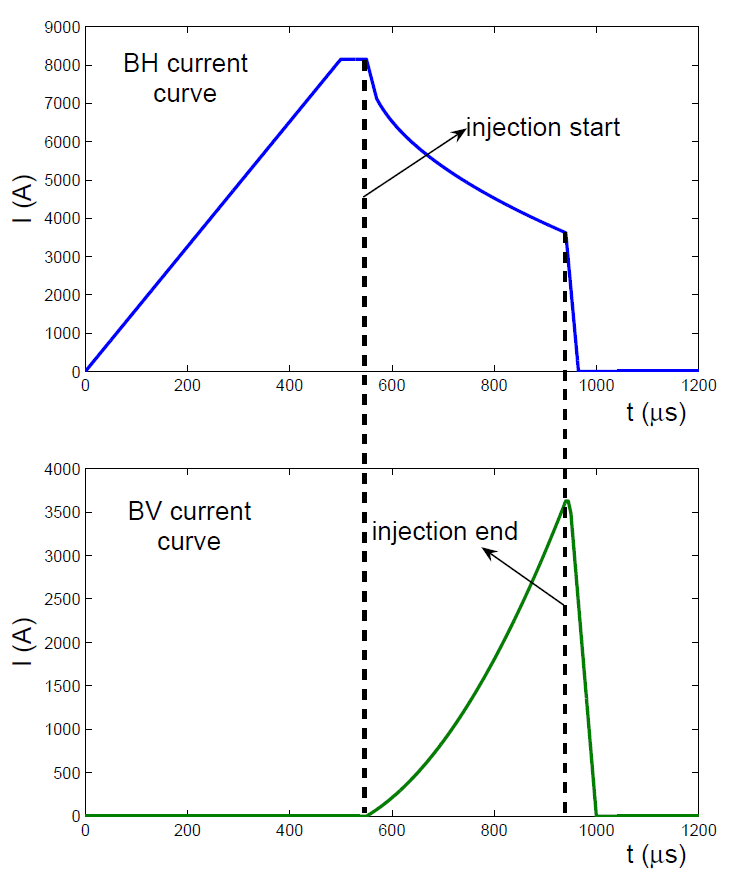 9000
8000
7000
6000
5000
4000
3000
2000
1000
0
I (A)
BH current
curve
injection start
0 200 400 600 800 1000 1200
t (μs)
4000
3500
3000
2500
2000
1500
1000
500
0
I (A)
BV current
curve
injection end
0 200 400 600 800 1000 1200
t (μs)